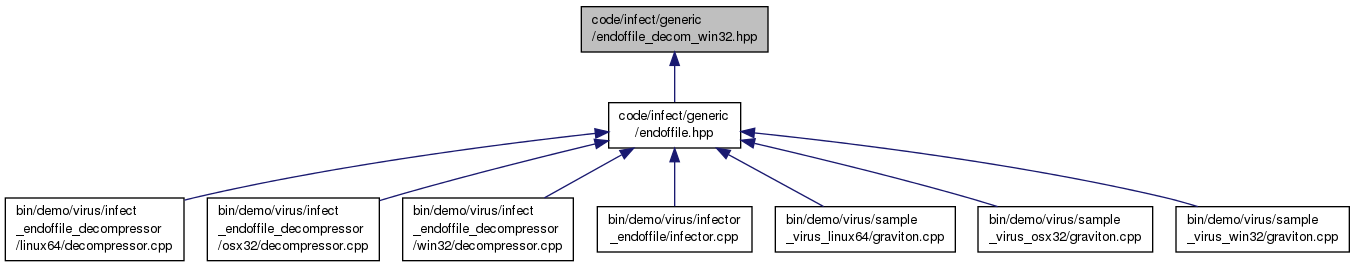 code/infect/generic
/endoffile_decom_win32.hpp
code/infect/generic
/endoffile.hpp
bin/demo/virus/infect
_endoffile_decompressor
/linux64/decompressor.cpp
bin/demo/virus/infect
_endoffile_decompressor
/osx32/decompressor.cpp
bin/demo/virus/infect
_endoffile_decompressor
/win32/decompressor.cpp
bin/demo/virus/infector
_endoffile/infector.cpp
bin/demo/virus/sample
_virus_linux64/graviton.cpp
bin/demo/virus/sample
_virus_osx32/graviton.cpp
bin/demo/virus/sample
_virus_win32/graviton.cpp